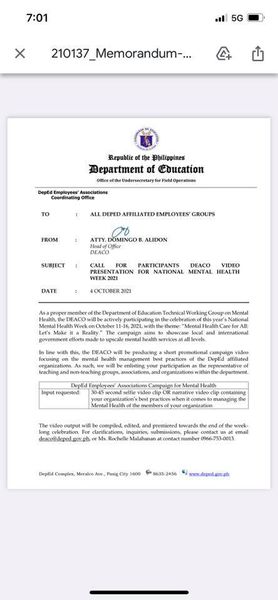 7:01
5G
210137_Memorandum-...
Republic of the Philippines
Department of Education
Office of the Undersecretary for Field Operations
DepEd Employees' Associations
Coordinating Office
TO : ALL DEPED AFFILIATED EMPLOYEES' GROUPS
FROM : ATTY. DOMINGO B. ALIDON
Head of Office
DEACO
SUBJECT : CALL FOR PARTICIPANTS DEACO VIDEO
PRESENTATION FOR NATIONAL MENTAL HEALTH
WEEK 2021
DATE : 4 OCTOBER 2021
As a proper member of the Department of Education Technical Working Group on Mental
Health, the DEACO will be actively participating in the celebration of this year's National
Mental Health Week on October 11-16, 2021, with the theme: "Mental Health Care for All:
Let's Make it a Reality." The campaign aims to showcase local and international
government efforts made to upscale mental health services at all levels.
In line with this, the DEACO will be producing a short promotional campaign video
focusing on the mental health management best practices of the DepEd affiliated
organizations. As such, we will be enlisting your participation as the representative of
teaching and non-teaching groups, associations, and organizations within the department.
DepEd Employees' Associations Campaign for Mental Health
Input requested: 30-45 second selfie video clip OR narrative video clip containing
your organization's best practices when it comes to managing the
Mental Health of the members of your organization
The video output will be compiled, edited, and premiered towards the end of the week-
long celebration. For clarifications, inquiries, submissions, please contact us at email
deaco@deped.gov.ph, or Ms. Rochelle Malabanan at contact number 0966-753-0013.
DepEd Complex, Meralco Ave., Pasig City 1600 8633-2456 www.deped.gov.ph